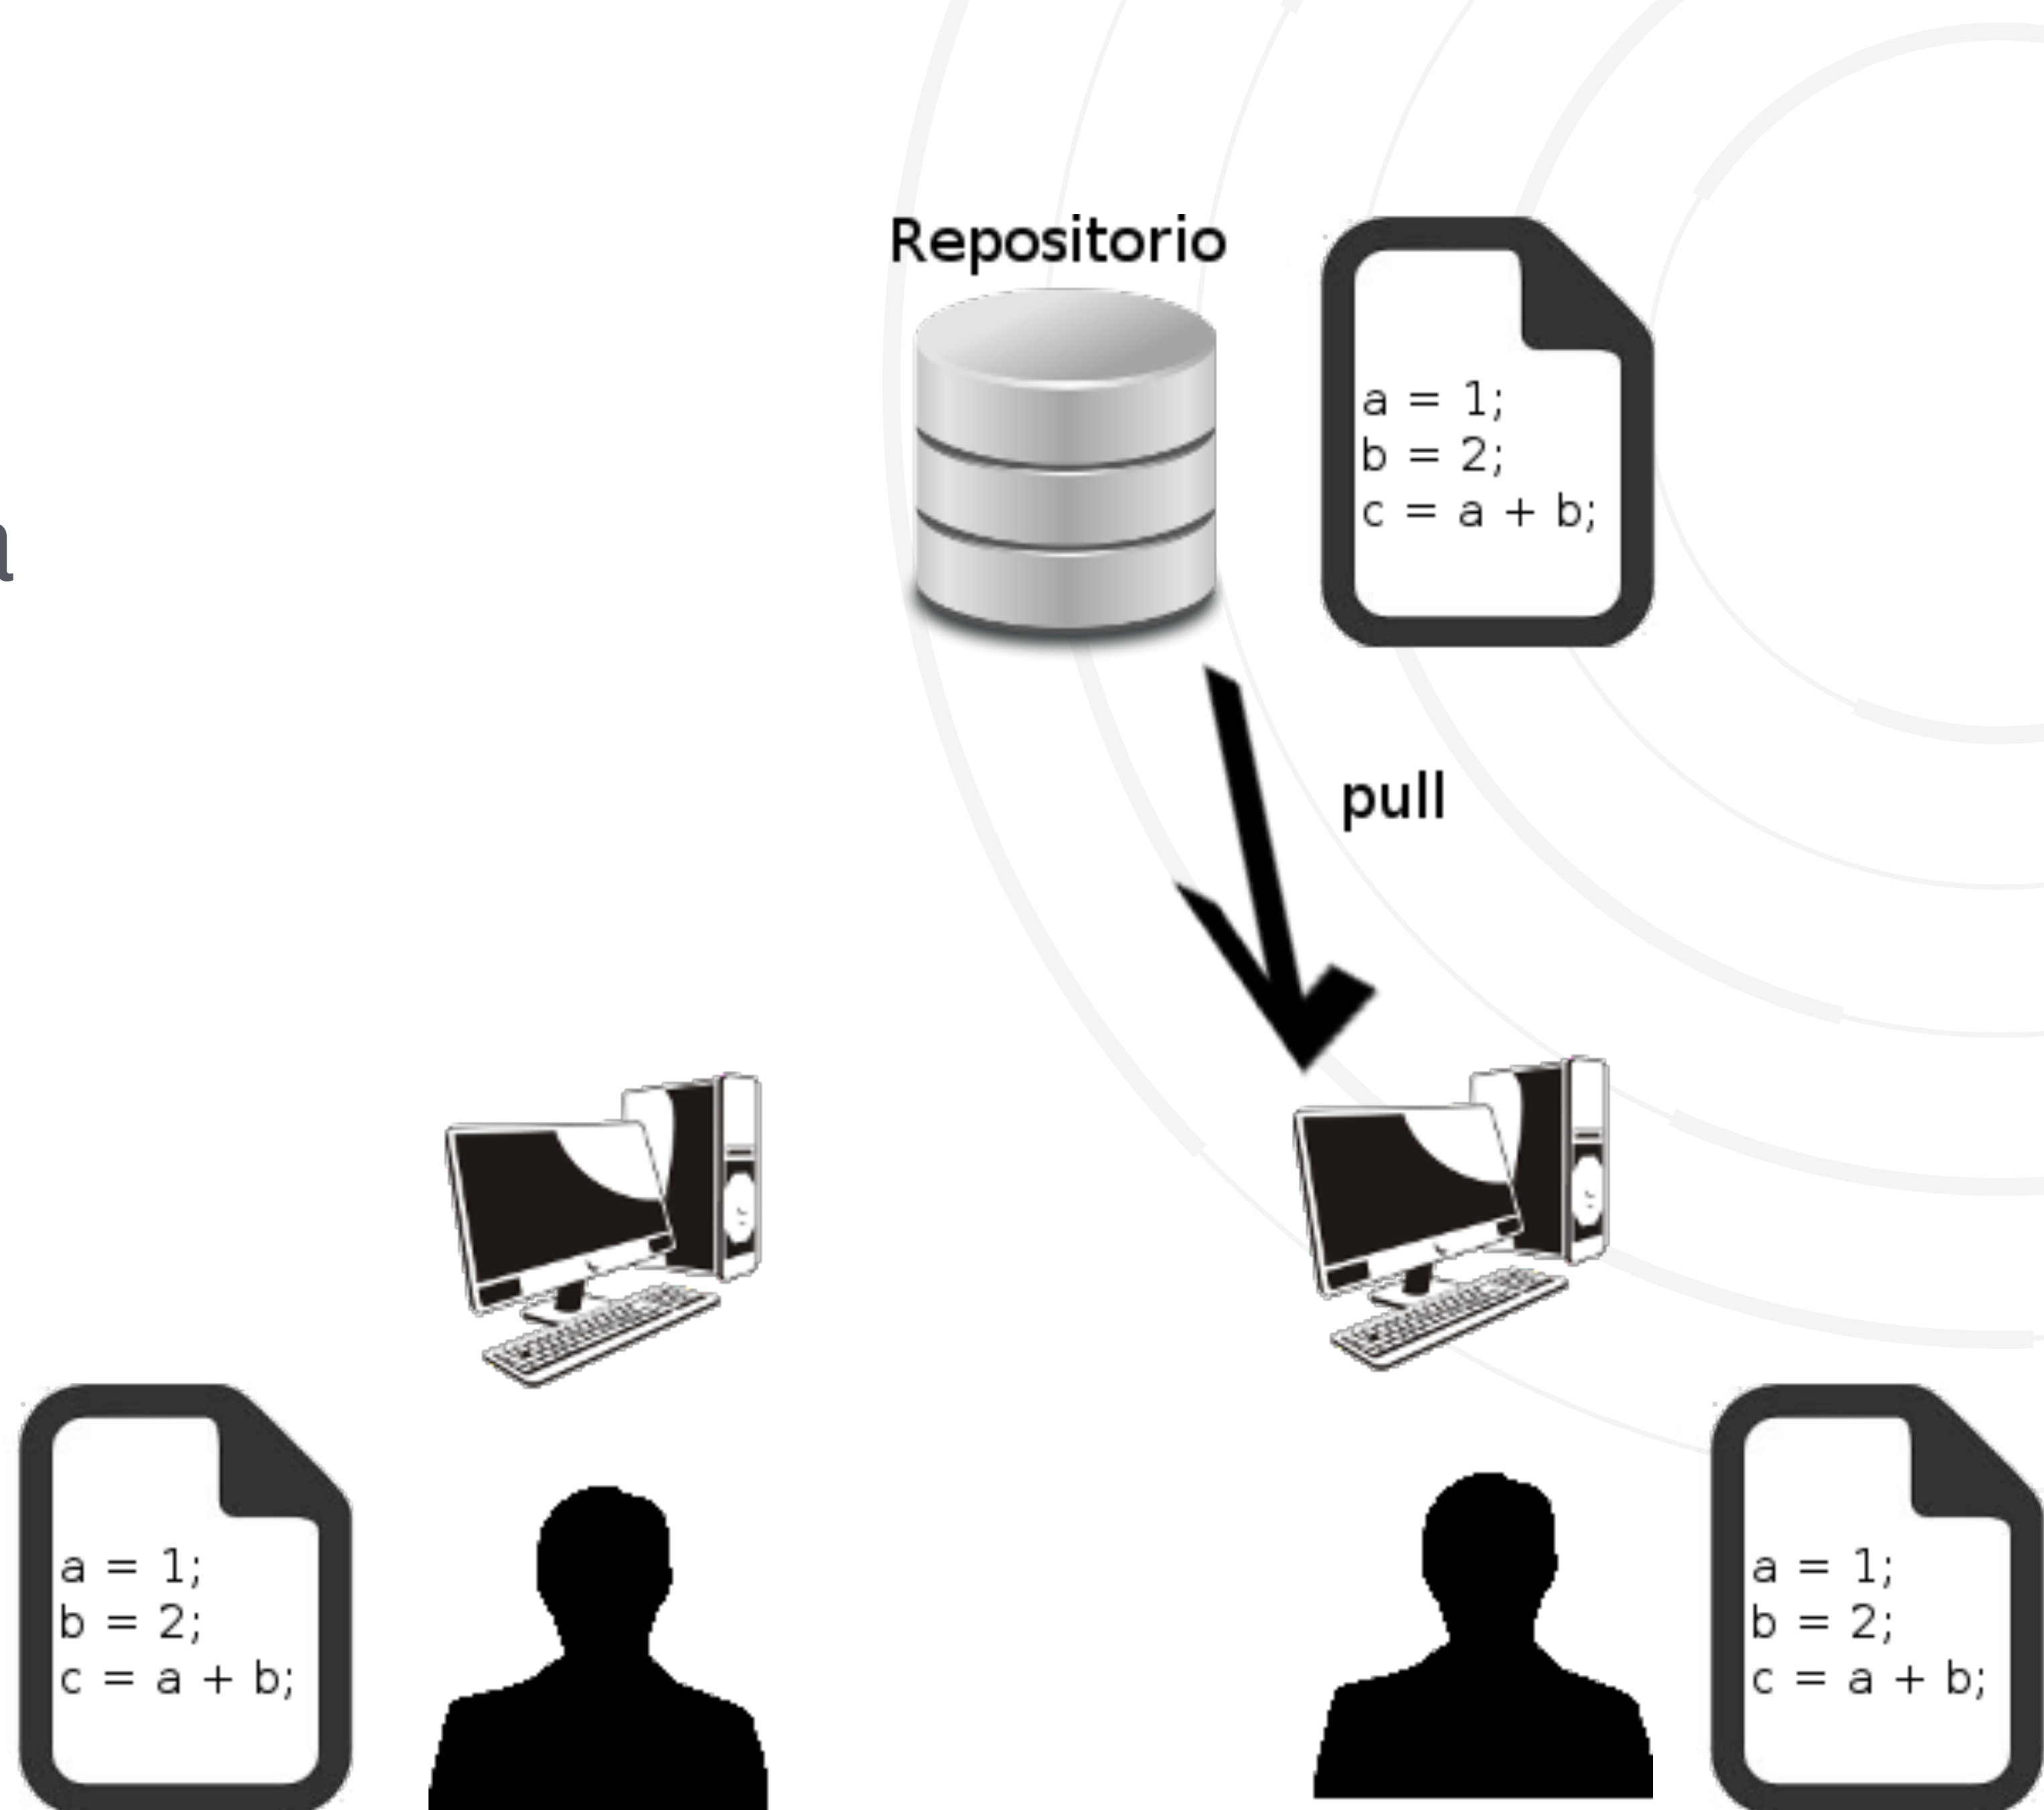 Repositorio
a = 1;
b = 2;
c = a + b;
a
pull
a = 1;
b = 2;
c = a + b;
a = 1;
b = 2;
c = a + b;